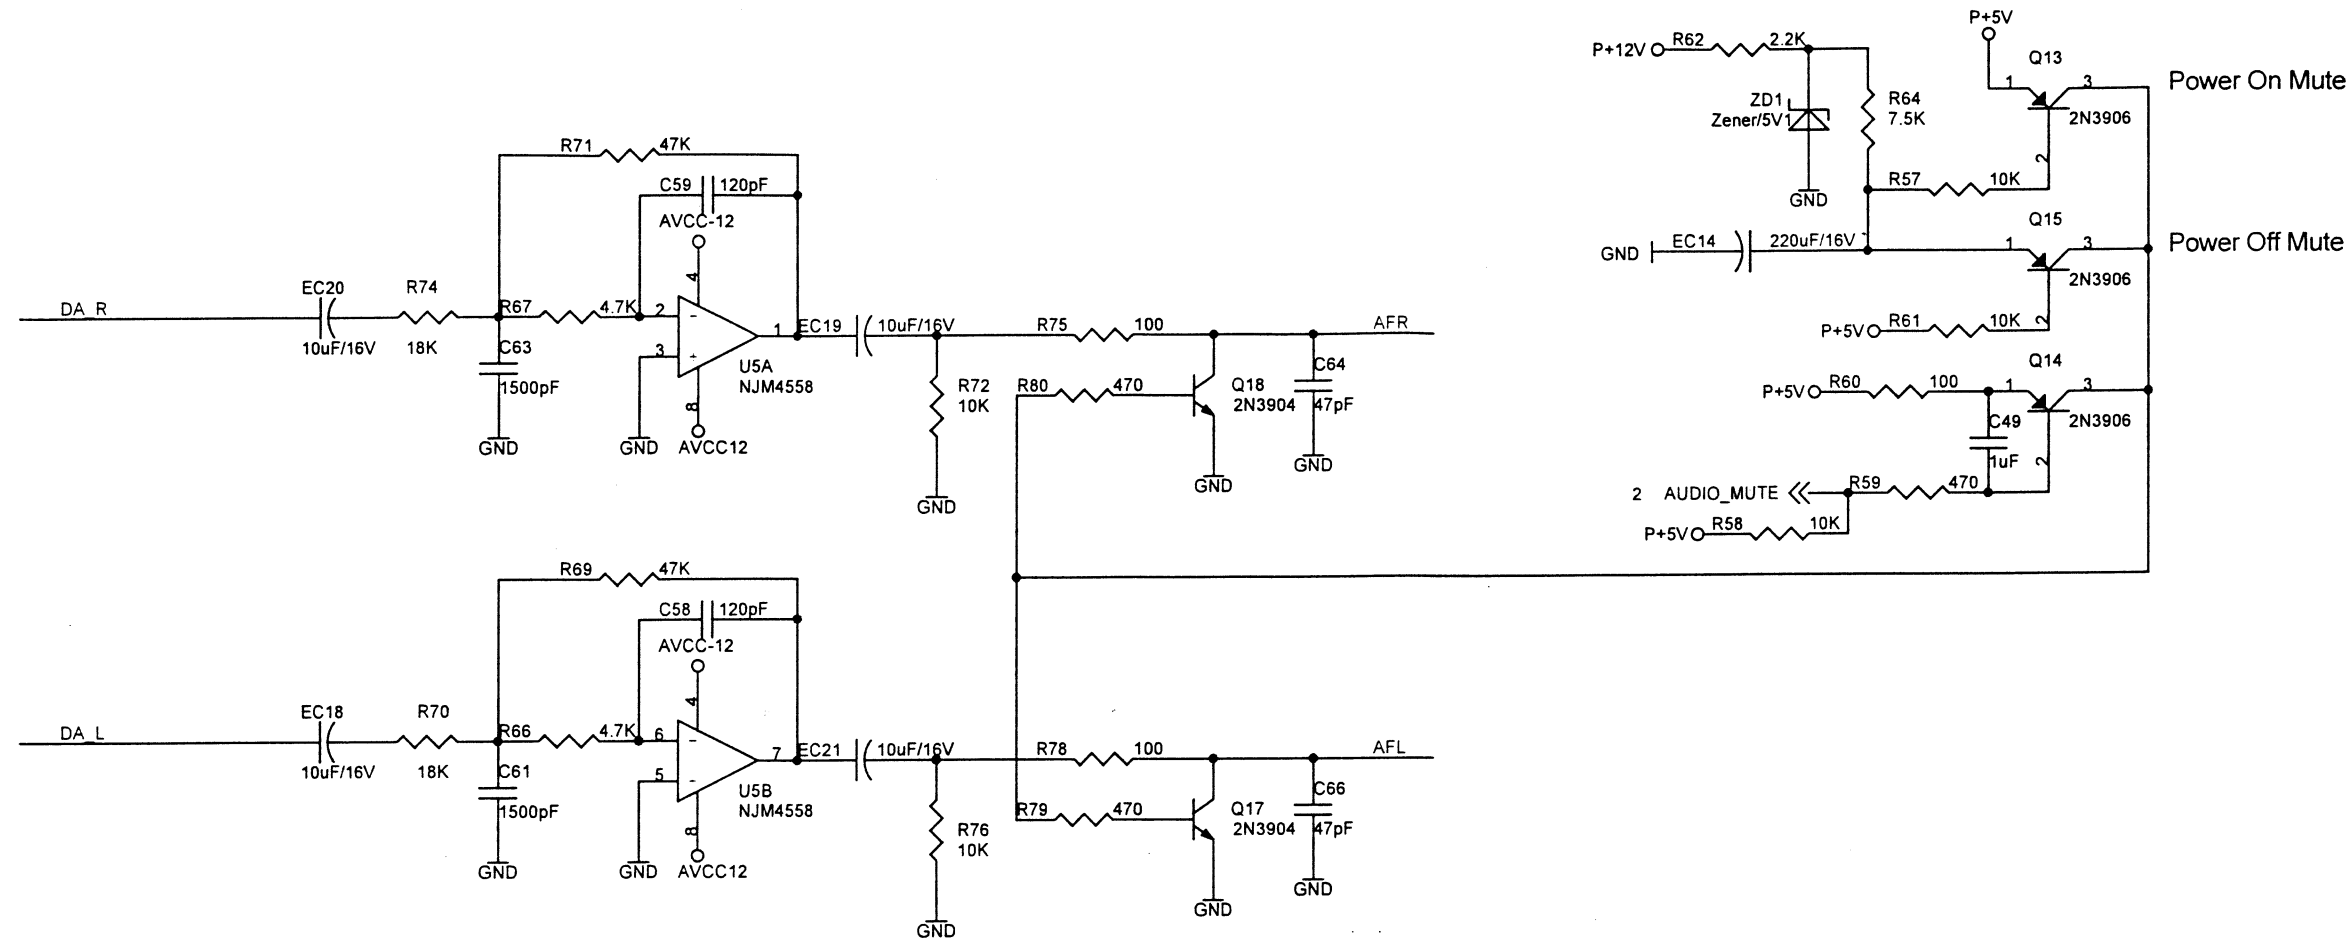 P+5V
P+12V
R62
2.2K
Q13
1
3
Power On Mute
2N3906
2
ZD1
Zener/5V1
R64
7.5K
GND
R57
10K
Q15
1
3
Power Off Mute
2N3906
2
GND
EC14
220uF/16V
P+5V
R61
10K
Q14
P+5V
R60
100
1
3
2N3906
2
C49
1uF
2 AUDIO_MUTE
R59
470
P+5V
R58
10K
R71
47K
C59
120pF
AVCC-12
4
DA_R
EC20
10uF/16V
R74
18K
R67
4.7K
2
-
3
+
1
C63
1500pF
U5A
NJM4558
8
GND
GND
AVCC12
EC19
10uF/16V
R75
100
AFR
R72
10K
GND
R80
470
Q18
2N3904
C64
47pF
GND
GND
R69
47K
C58
120pF
AVCC-12
4
DA_L
EC18
10uF/16V
R70
18K
R66
4.7K
6
-
5
-
7
C61
1500pF
U5B
NJM4558
8
GND
GND
AVCC12
EC21
10uF/16V
R78
100
AFL
R76
10K
GND
R79
470
Q17
2N3904
C66
47pF
GND
GND